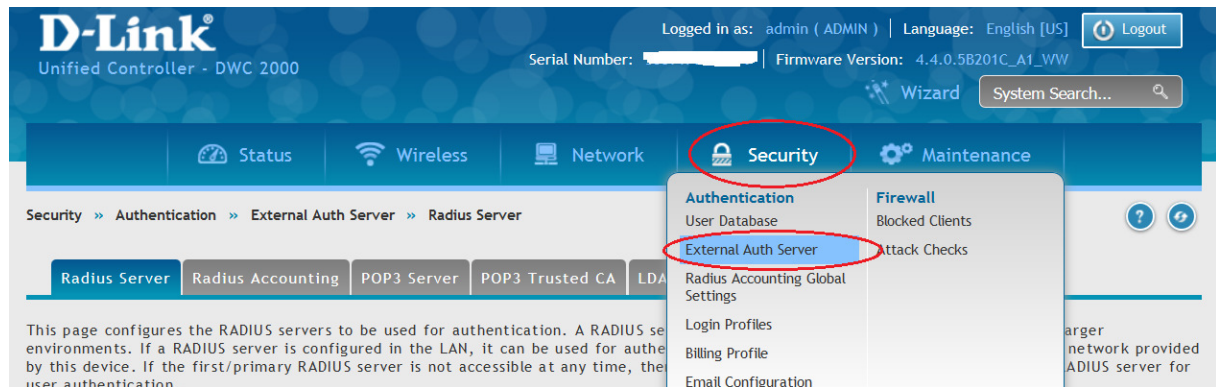 D-Link®
Unified Controller - DWC 2000
Logged in as: admin ( ADMIN ) | Language: English [US]
Logout
Serial Number: | Firmware Version: 4.4.0.5B201C_A1_WW
Wizard
System Search...
Status
Wireless
Network
Security
Maintenance
Security » Authentication » External Auth Server » Radius Server
Authentication
User Database
External Auth Server
Radius Accounting Global
Settings
Login Profiles
Billing Profile
Email Configuration
Firewall
Blocked Clients
Attack Checks
Radius Server
Radius Accounting
POP3 Server
POP3 Trusted CA
LDA
This page configures the RADIUS servers to be used for authentication. A RADIUS se arger
environments. If a RADIUS server is configured in the LAN, it can be used for authe network provided
by this device. If the first/primary RADIUS server is not accessible at any time, the ADIUS server for
user authentication